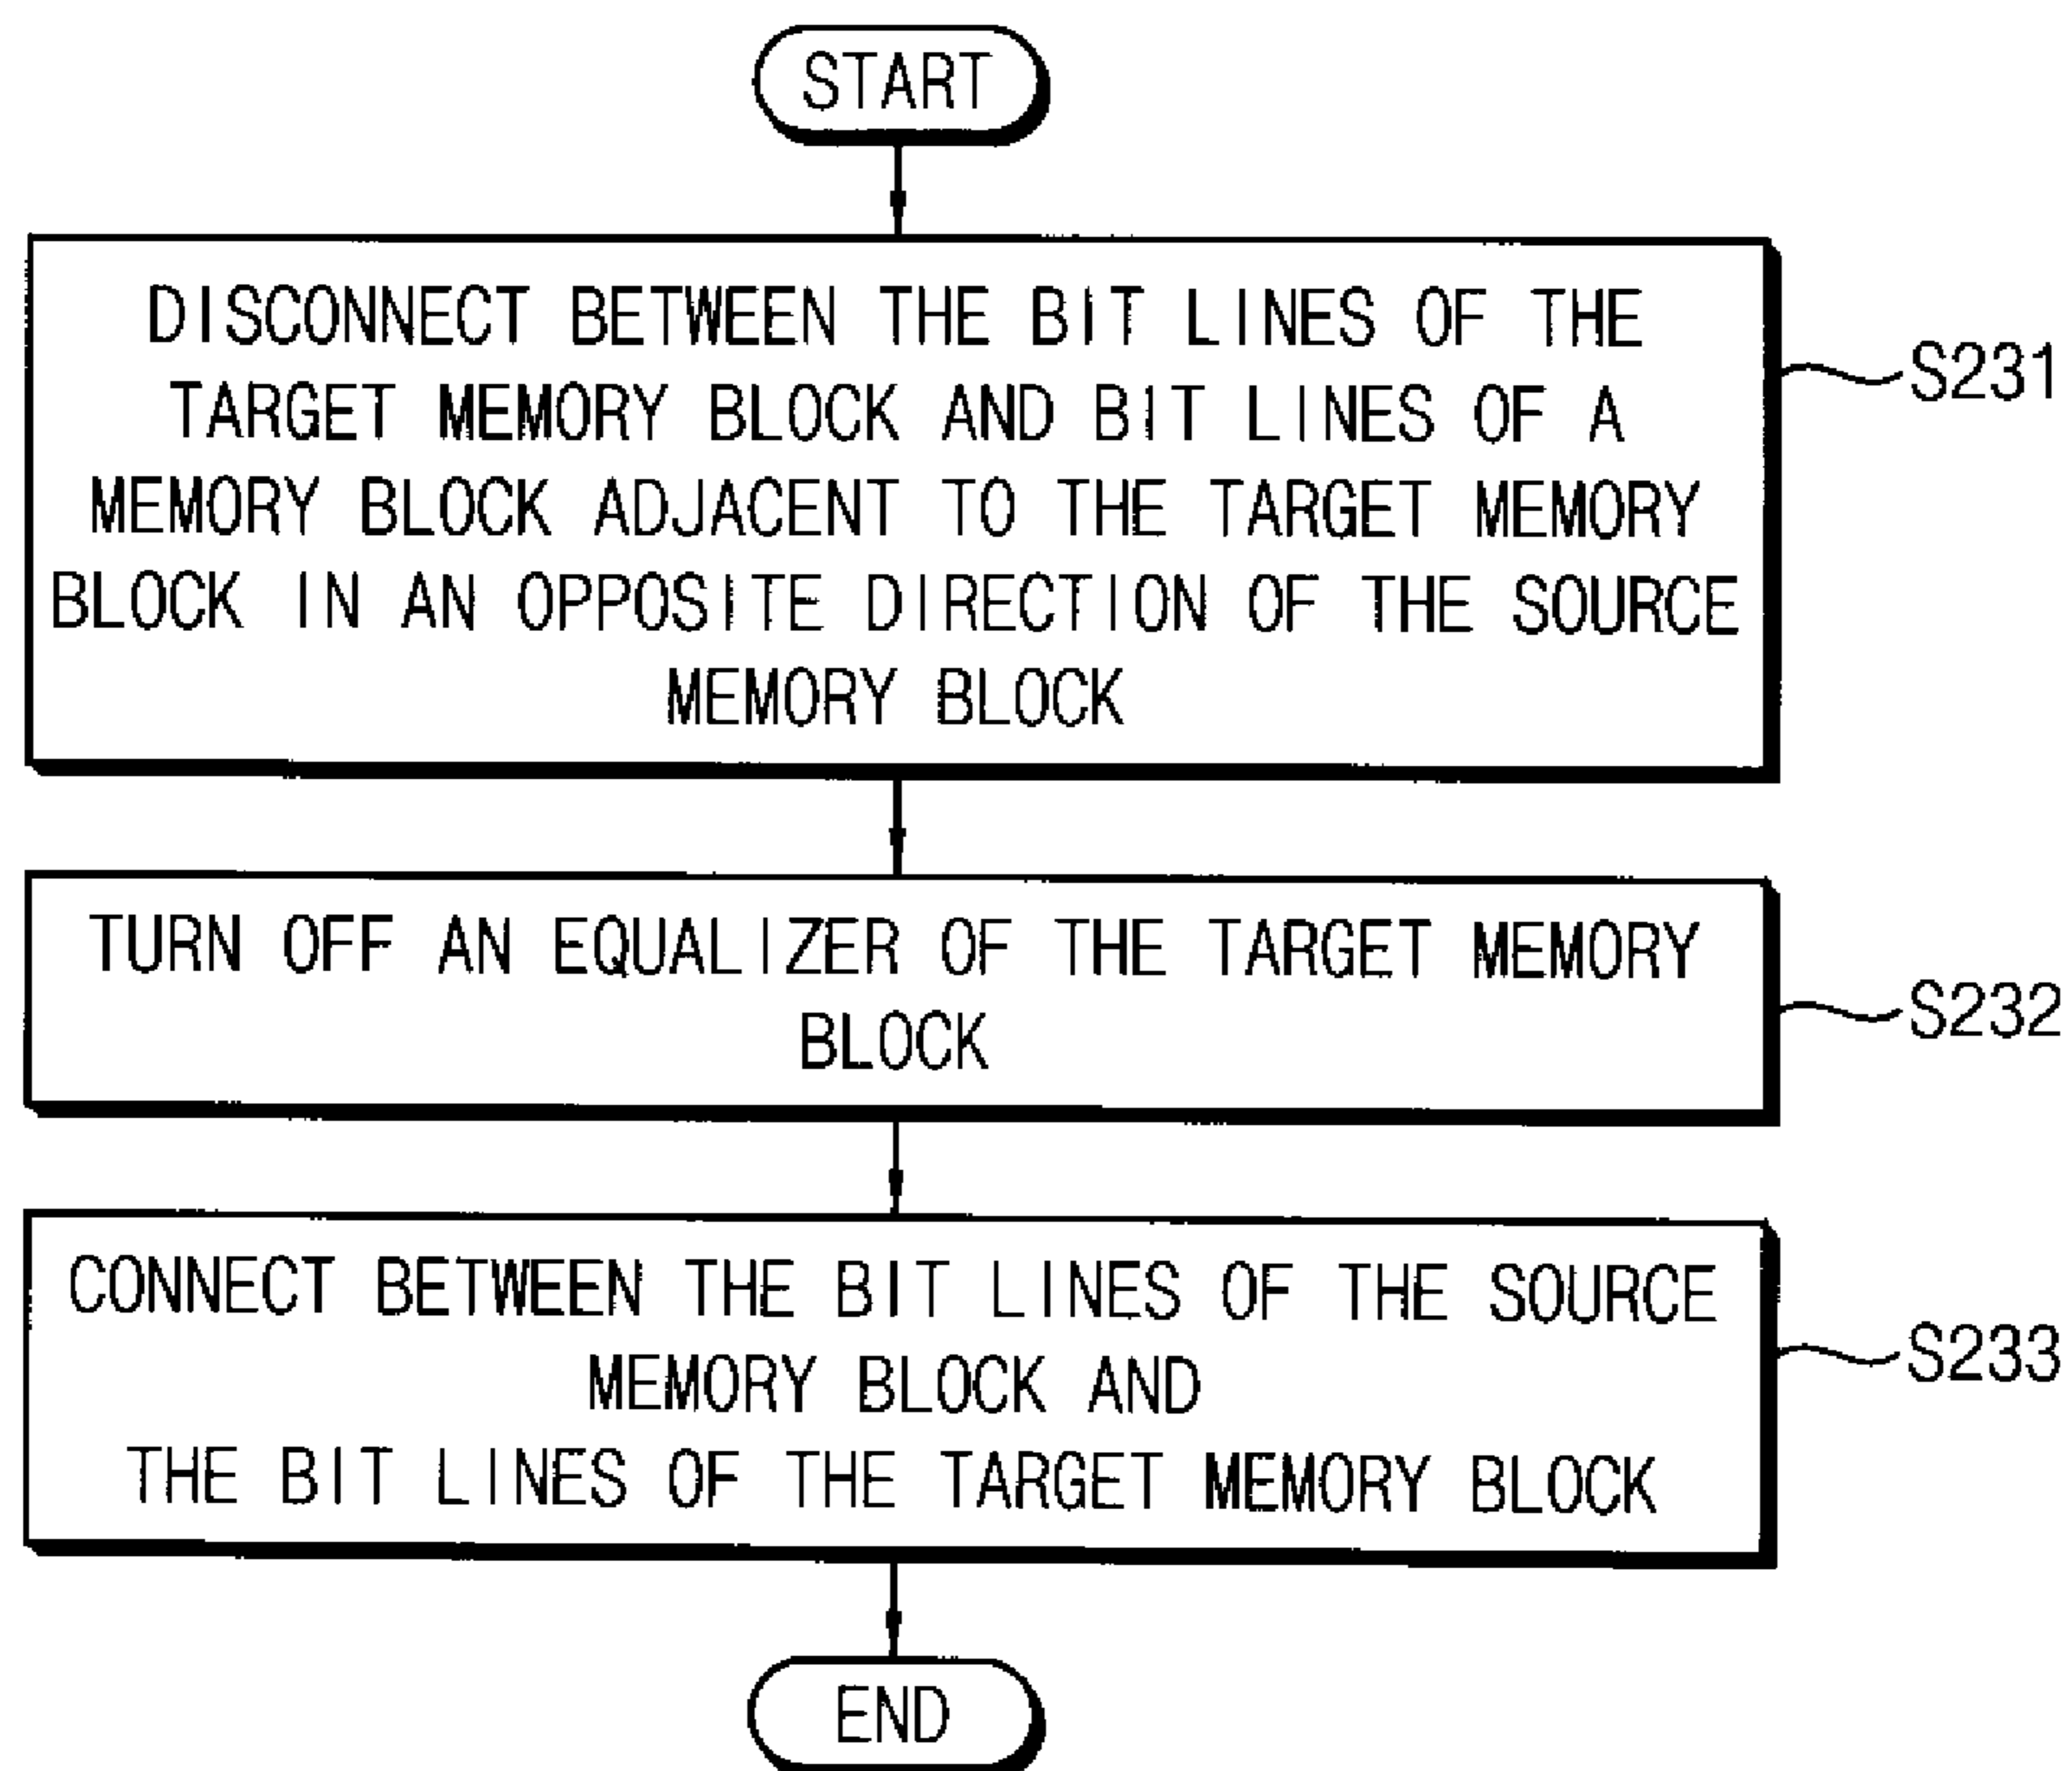 START
DISCONNECT BETWEEN THE BIT LINES OF THE
TARGET MEMORY BLOCK AND BIT LINES OF A
MEMORY BLOCK ADJACENT TO THE TARGET MEMORY
BLOCK IN AN OPPOSITE DIRECTION OF THE SOURCE
MEMORY BLOCK
S231
TURN OFF AN EQUALIZER OF THE TARGET MEMORY
BLOCK
S232
CONNECT BETWEEN THE BIT LINES OF THE SOURCE
MEMORY BLOCK AND
THE BIT LINES OF THE TARGET MEMORY BLOCK
S233
END